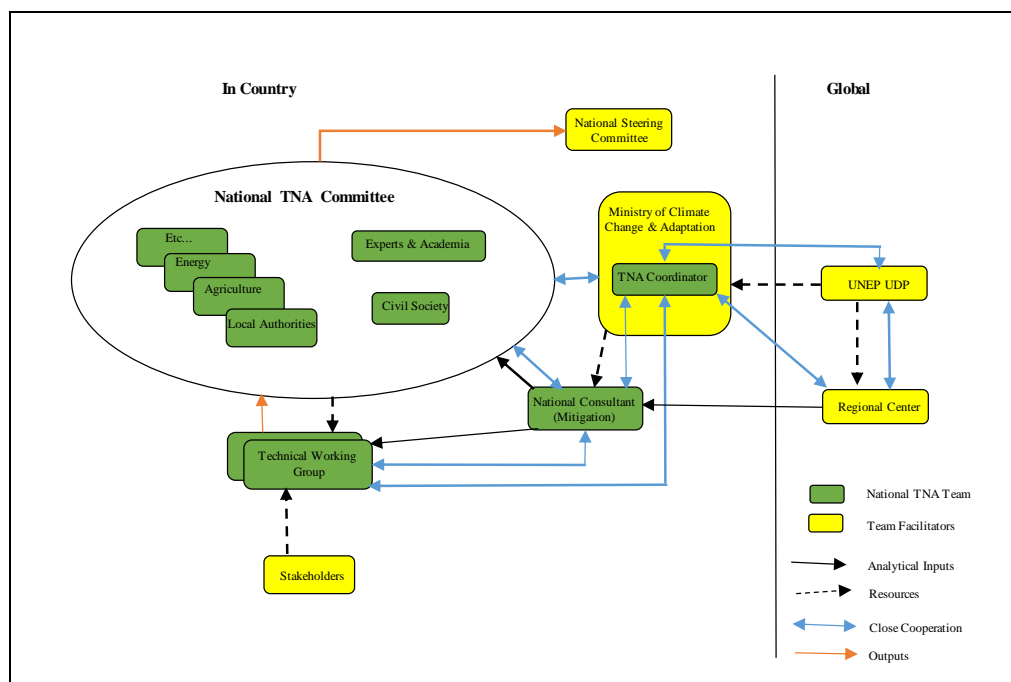 In Country
Global
National Steering
Committee
National TNA Committee
Etc...
Energy
Agriculture
Local Authorities
Experts & Academia
Civil Society
Ministry of Climate
Change & Adaptation
TNA Coordinator
UNEP UDP
National Consultant
(Mitigation)
Regional Center
Technical Working
Group
Stakeholders
National TNA Team
Team Facilitators
Analytical Inputs
Resources
Close Cooperation
Outputs